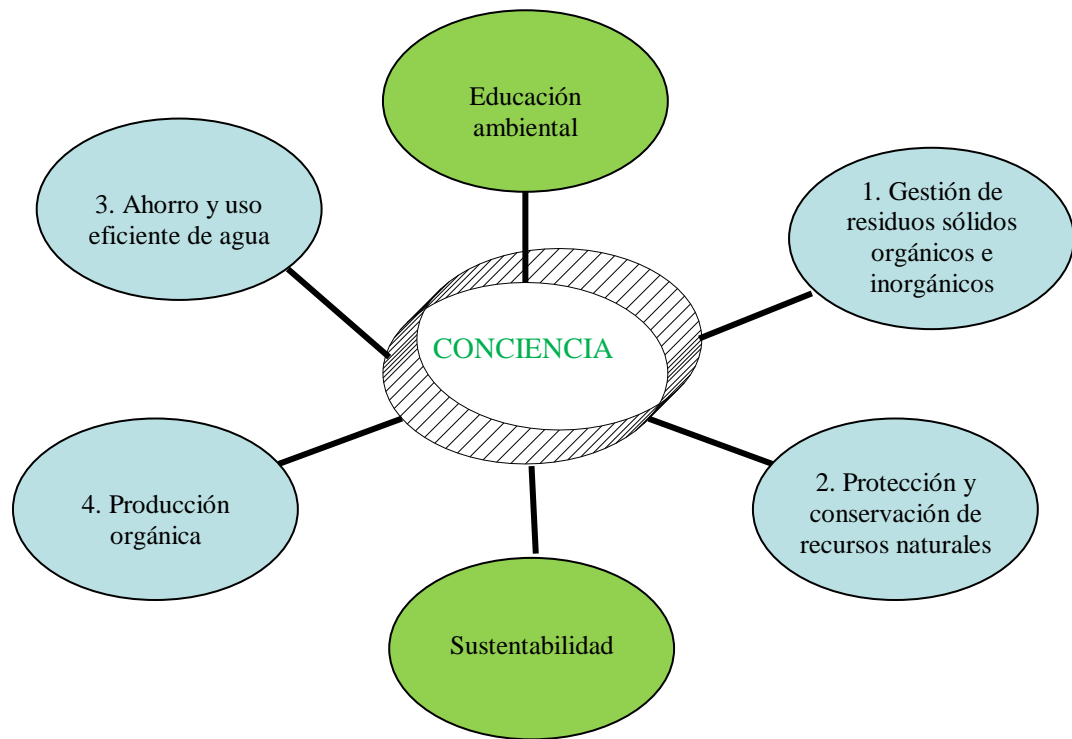 Educación
ambiental
3. Ahorro y uso
eficiente de agua
1. Gestión de
residuos sólidos
orgánicos e
inorgánicos
CONCIENCIA
4. Producción
orgánica
2. Protección y
conservación de
recursos naturales
Sustentabilidad